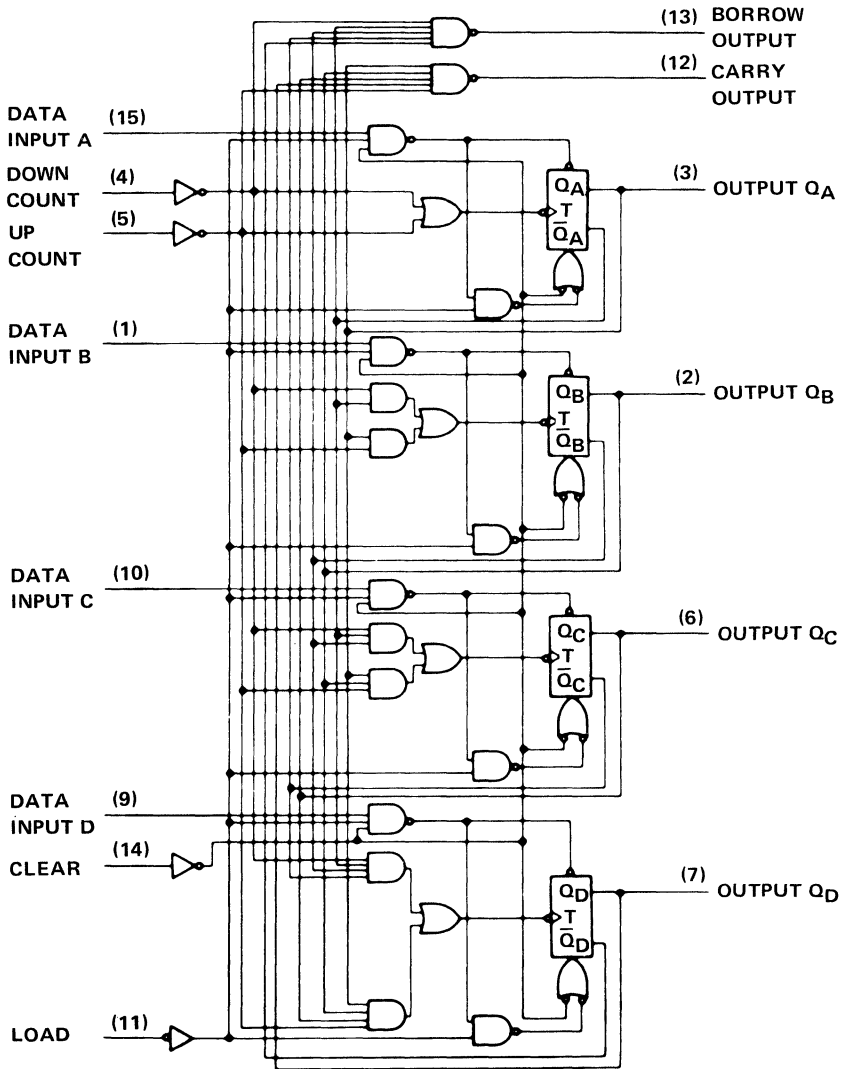 (13) BORROW
OUTPUT
(12) CARRY
OUTPUT
DATA (15)
INPUT A
DOWN (4)
COUNT
(5)
UP
COUNT
QA
T
Q̅A
(3) OUTPUT QA
DATA (1)
INPUT B
QB
T
Q̅B
(2) OUTPUT QB
DATA (10)
INPUT C
QC
T
Q̅C
(6) OUTPUT QC
DATA (9)
INPUT D
CLEAR (14)
QD
T
Q̅D
(7) OUTPUT QD
LOAD (11)